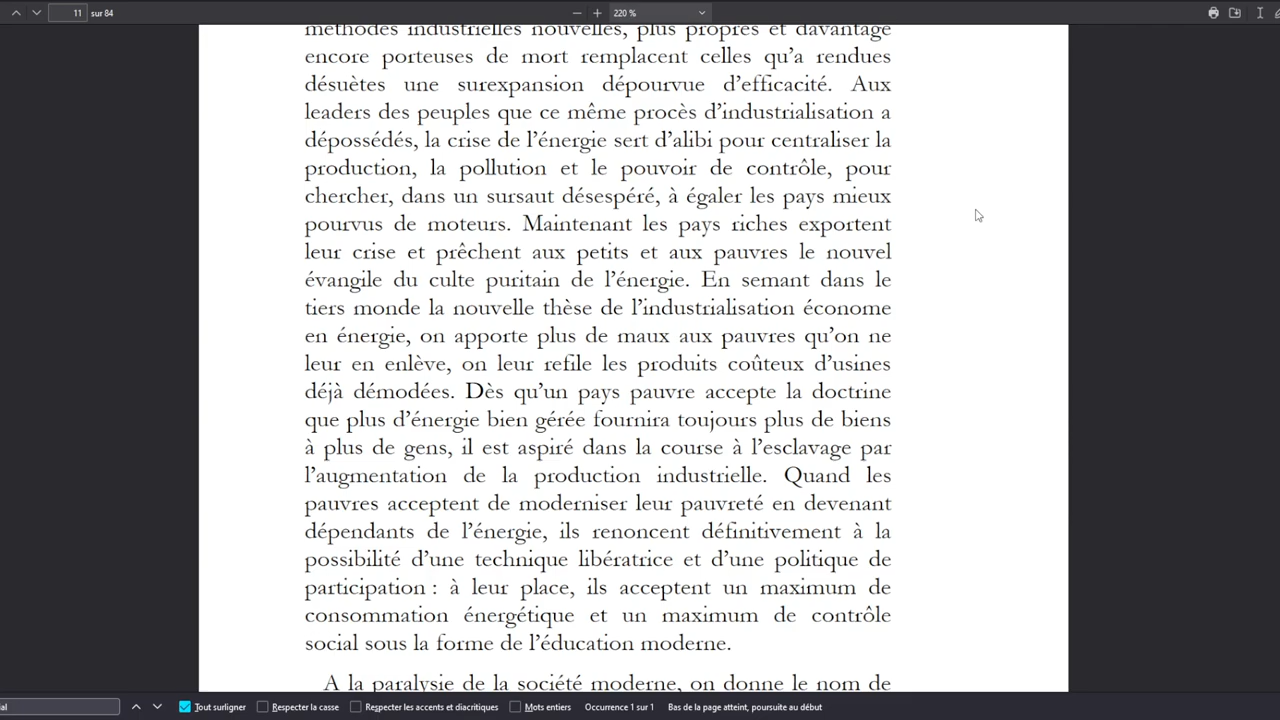 11 sur 84
220 %
méthodes industrielles nouvelles, plus propres et davantage
encore porteuses de mort remplacent celles qu’a rendues
désuètes une surexpansion dépourvue d’efficacité. Aux
leaders des peuples que ce même procès d’industrialisation a
dépossédés, la crise de l’énergie sert d’alibi pour centraliser la
production, la pollution et le pouvoir de contrôle, pour
chercher, dans un sursaut désespéré, à égaler les pays mieux
pourvus de moteurs. Maintenant les pays riches exportent
leur crise et prêchent aux petits et aux pauvres le nouvel
évangile du culte puritain de l’énergie. En semant dans le
tiers monde la nouvelle thèse de l’industrialisation économe
en énergie, on apporte plus de maux aux pauvres qu’on ne
leur en enlève, on leur refile les produits coûteux d’usines
déjà démodées. Dès qu’un pays pauvre accepte la doctrine
que plus d’énergie bien gérée fournira toujours plus de biens
à plus de gens, il est aspiré dans la course à l’esclavage par
l’augmentation de la production industrielle. Quand les
pauvres acceptent de moderniser leur pauvreté en devenant
dépendants de l’énergie, ils renoncent définitivement à la
possibilité d’une technique libératrice et d’une politique de
participation : à leur place, ils acceptent un maximum de
consommation énergétique et un maximum de contrôle
social sous la forme de l’éducation moderne.
A la paralysie de la société moderne, on donne le nom de
ial
Tout surligner
Respecter la casse
Respecter les accents et diacritiques
Mots entiers
Occurrence 1 sur 1
Bas de la page atteint, poursuite au début